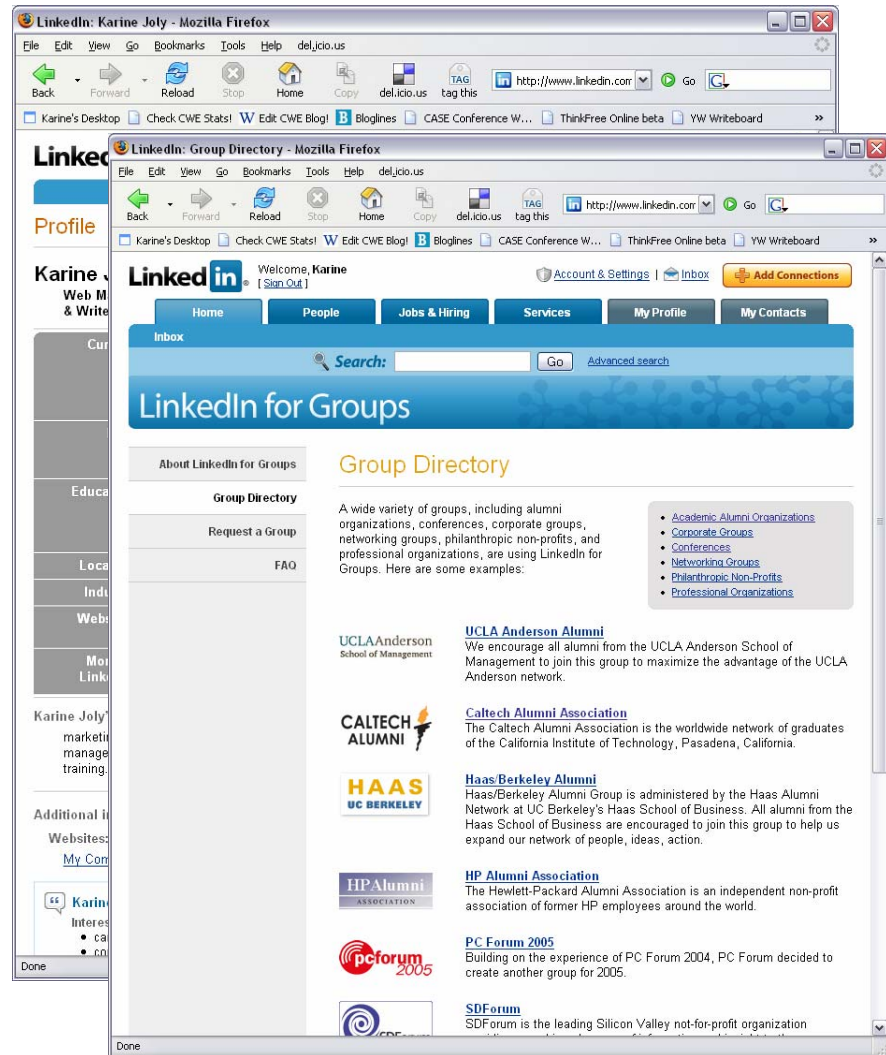 LinkedIn: Karine Joly - Mozilla Firefox
File Edit View Go Bookmarks Tools Help del.icio.us
Back Forward Reload Stop Home Copy del.icio.us tag this http://www.linkedin.com Go
Karine's Desktop Check CWE Stats! Edit CWE Blog! Bloglines CASE Conference W... ThinkFree Online beta YW Writeboard »
Profile
Karine
Web
& Write
Karine Joly'
training.
Additional
Websites:
My
Karine
Done
LinkedIn: Group Directory - Mozilla Firefox
File Edit View Go Bookmarks Tools Help del.icio.us
Back Forward Reload Stop Home Copy del.icio.us tag this http://www.linkedin.com Go
Karine's Desktop Check CWE Stats! Edit CWE Blog! Bloglines CASE Conference W... ThinkFree Online beta YW Writeboard »
Linked in Welcome, Karine
[ Sign Out ]
Account & Settings | Inbox Add Connections
Home People Jobs & Hiring Services My Profile My Contacts
Inbox
Search: Go Advanced search
LinkedIn for Groups
About LinkedIn for Groups
Group Directory
Request a Group
FAQ
Group Directory
A wide variety of groups, including alumni
organizations, conferences, corporate groups,
networking groups, philanthropic non-profits, and
professional organizations, are using LinkedIn for
Groups. Here are some examples:
• Academic Alumni Organizations
• Corporate Groups
• Conferences
• Networking Groups
• Philanthropic Non-Profits
• Professional Organizations
UCLAAnderson
School of Management
UCLA Anderson Alumni
We encourage all alumni from the UCLA Anderson School of
Management to join this group to maximize the advantage of the UCLA
Anderson network.
CALTECH
ALUMNI
Caltech Alumni Association
The Caltech Alumni Association is the worldwide network of graduates
of the California Institute of Technology, Pasadena, California.
HAAS
UC BERKELEY
Haas/Berkeley Alumni
Haas/Berkeley Alumni Group is administered by the Haas Alumni
Network at UC Berkeley's Haas School of Business. All alumni from the
Haas School of Business are encouraged to join this group to help us
expand our network of people, ideas, action.
HPAlumni
ASSOCIATION
HP Alumni Association
The Hewlett-Packard Alumni Association is an independent non-profit
association of former HP employees around the world.
pcforum
2005
PC Forum 2005
Building on the experience of PC Forum 2004, PC Forum decided to
create another group for 2005.
SDForum
SDForum is the leading Silicon Valley not-for-profit organization
Done